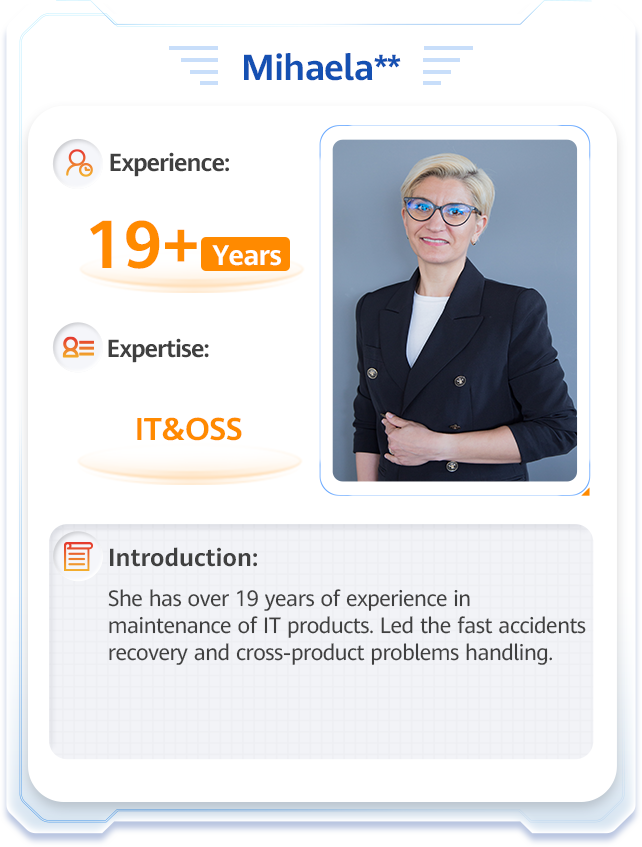 Mihaela**
Experience:
19+ Years
Expertise:
IT&OSS
Introduction:
She has over 19 years of experience in
maintenance of IT products. Led the fast accidents
recovery and cross-product problems handling.